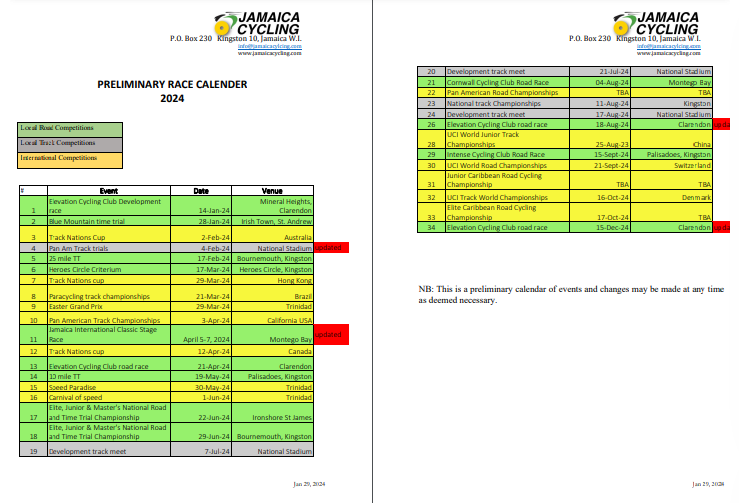 JAMAICA
CYCLING
P.O. Box 230 Kingston 10, Jamaica W.I.
info@jamaicacylcing.com
www.jamaicacycling.com
PRELIMINARY RACE CALENDER
2024
Local Road Competitions
Local Track Competitions
International Competitions
# Event Date Venue
1 Elevation Cycling Club Development race 14-Jan-24 Mineral Heights, Clarendon
2 Blue Mountain time trial 28-Jan-24 Irish Town, St. Andrew
3 Track Nations Cup 2-Feb-24 Australia
4 Pan Am Track trials 4-Feb-24 National Stadium updated
5 25 mile TT 17-Feb-24 Bournemouth, Kingston
6 Heroes Circle Criterium 17-Mar-24 Heroes Circle, Kingston
7 Track Nations cup 29-Mar-24 Hong Kong
8 Paracycling track championships 21-Mar-24 Brazil
9 Easter Grand Prix 29-Mar-24 Trinidad
10 Pan American Track Championships 3-Apr-24 California USA
11 Jamaica International Classic Stage Race April 5-7, 2024 Montego Bay updated
12 Track Nations cup 12-Apr-24 Canada
13 Elevation Cycling Club road race 21-Apr-24 Clarendon
14 10 mile TT 19-May-24 Palisadoes, Kingston
15 Speed Paradise 30-May-24 Trinidad
16 Carnival of speed 1-Jun-24 Trinidad
17 Elite, Junior & Master's National Road and Time Trial Championship 22-Jun-24 Ironshore St James
18 Elite, Junior & Master's National Road and Time Trial Championship 29-Jun-24 Bournemouth, Kingston
19 Development track meet 7-Jul-24 National Stadium
Jan 29, 2024
JAMAICA
CYCLING
P.O. Box 230 Kingston 10, Jamaica W.I.
info@jamaicacylcing.com
www.jamaicacycling.com
20 Development track meet 21-Jul-24 National Stadium
21 Cornwall Cycling Club Road Race 04-Aug-24 Montego Bay
22 Pan American Road Championships TBA TBA
23 National track Championships 11-Aug-24 Kingston
24 Development track meet 17-Aug-24 National Stadium
26 Elevation Cycling Club road race 18-Aug-24 Clarendon
28 UCI World Junior Track Championships 25-Aug-23 China
29 Intense Cycling Club Road Race 15-Sept-24 Palisadoes, Kingston
30 UCI World Road Championships 21-Sept-24 Switzerland
31 Junior Caribbean Road Cycling Championship TBA TBA
32 UCI Track World Championships 16-Oct-24 Denmark
33 Elite Caribbean Road Cycling Championship 17-Oct-24 TBA
34 Elevation Cycling Club road race 15-Dec-24 Clarendon
NB: This is a preliminary calendar of events and changes may be made at any time
as deemed necessary.
Jan 29, 2024